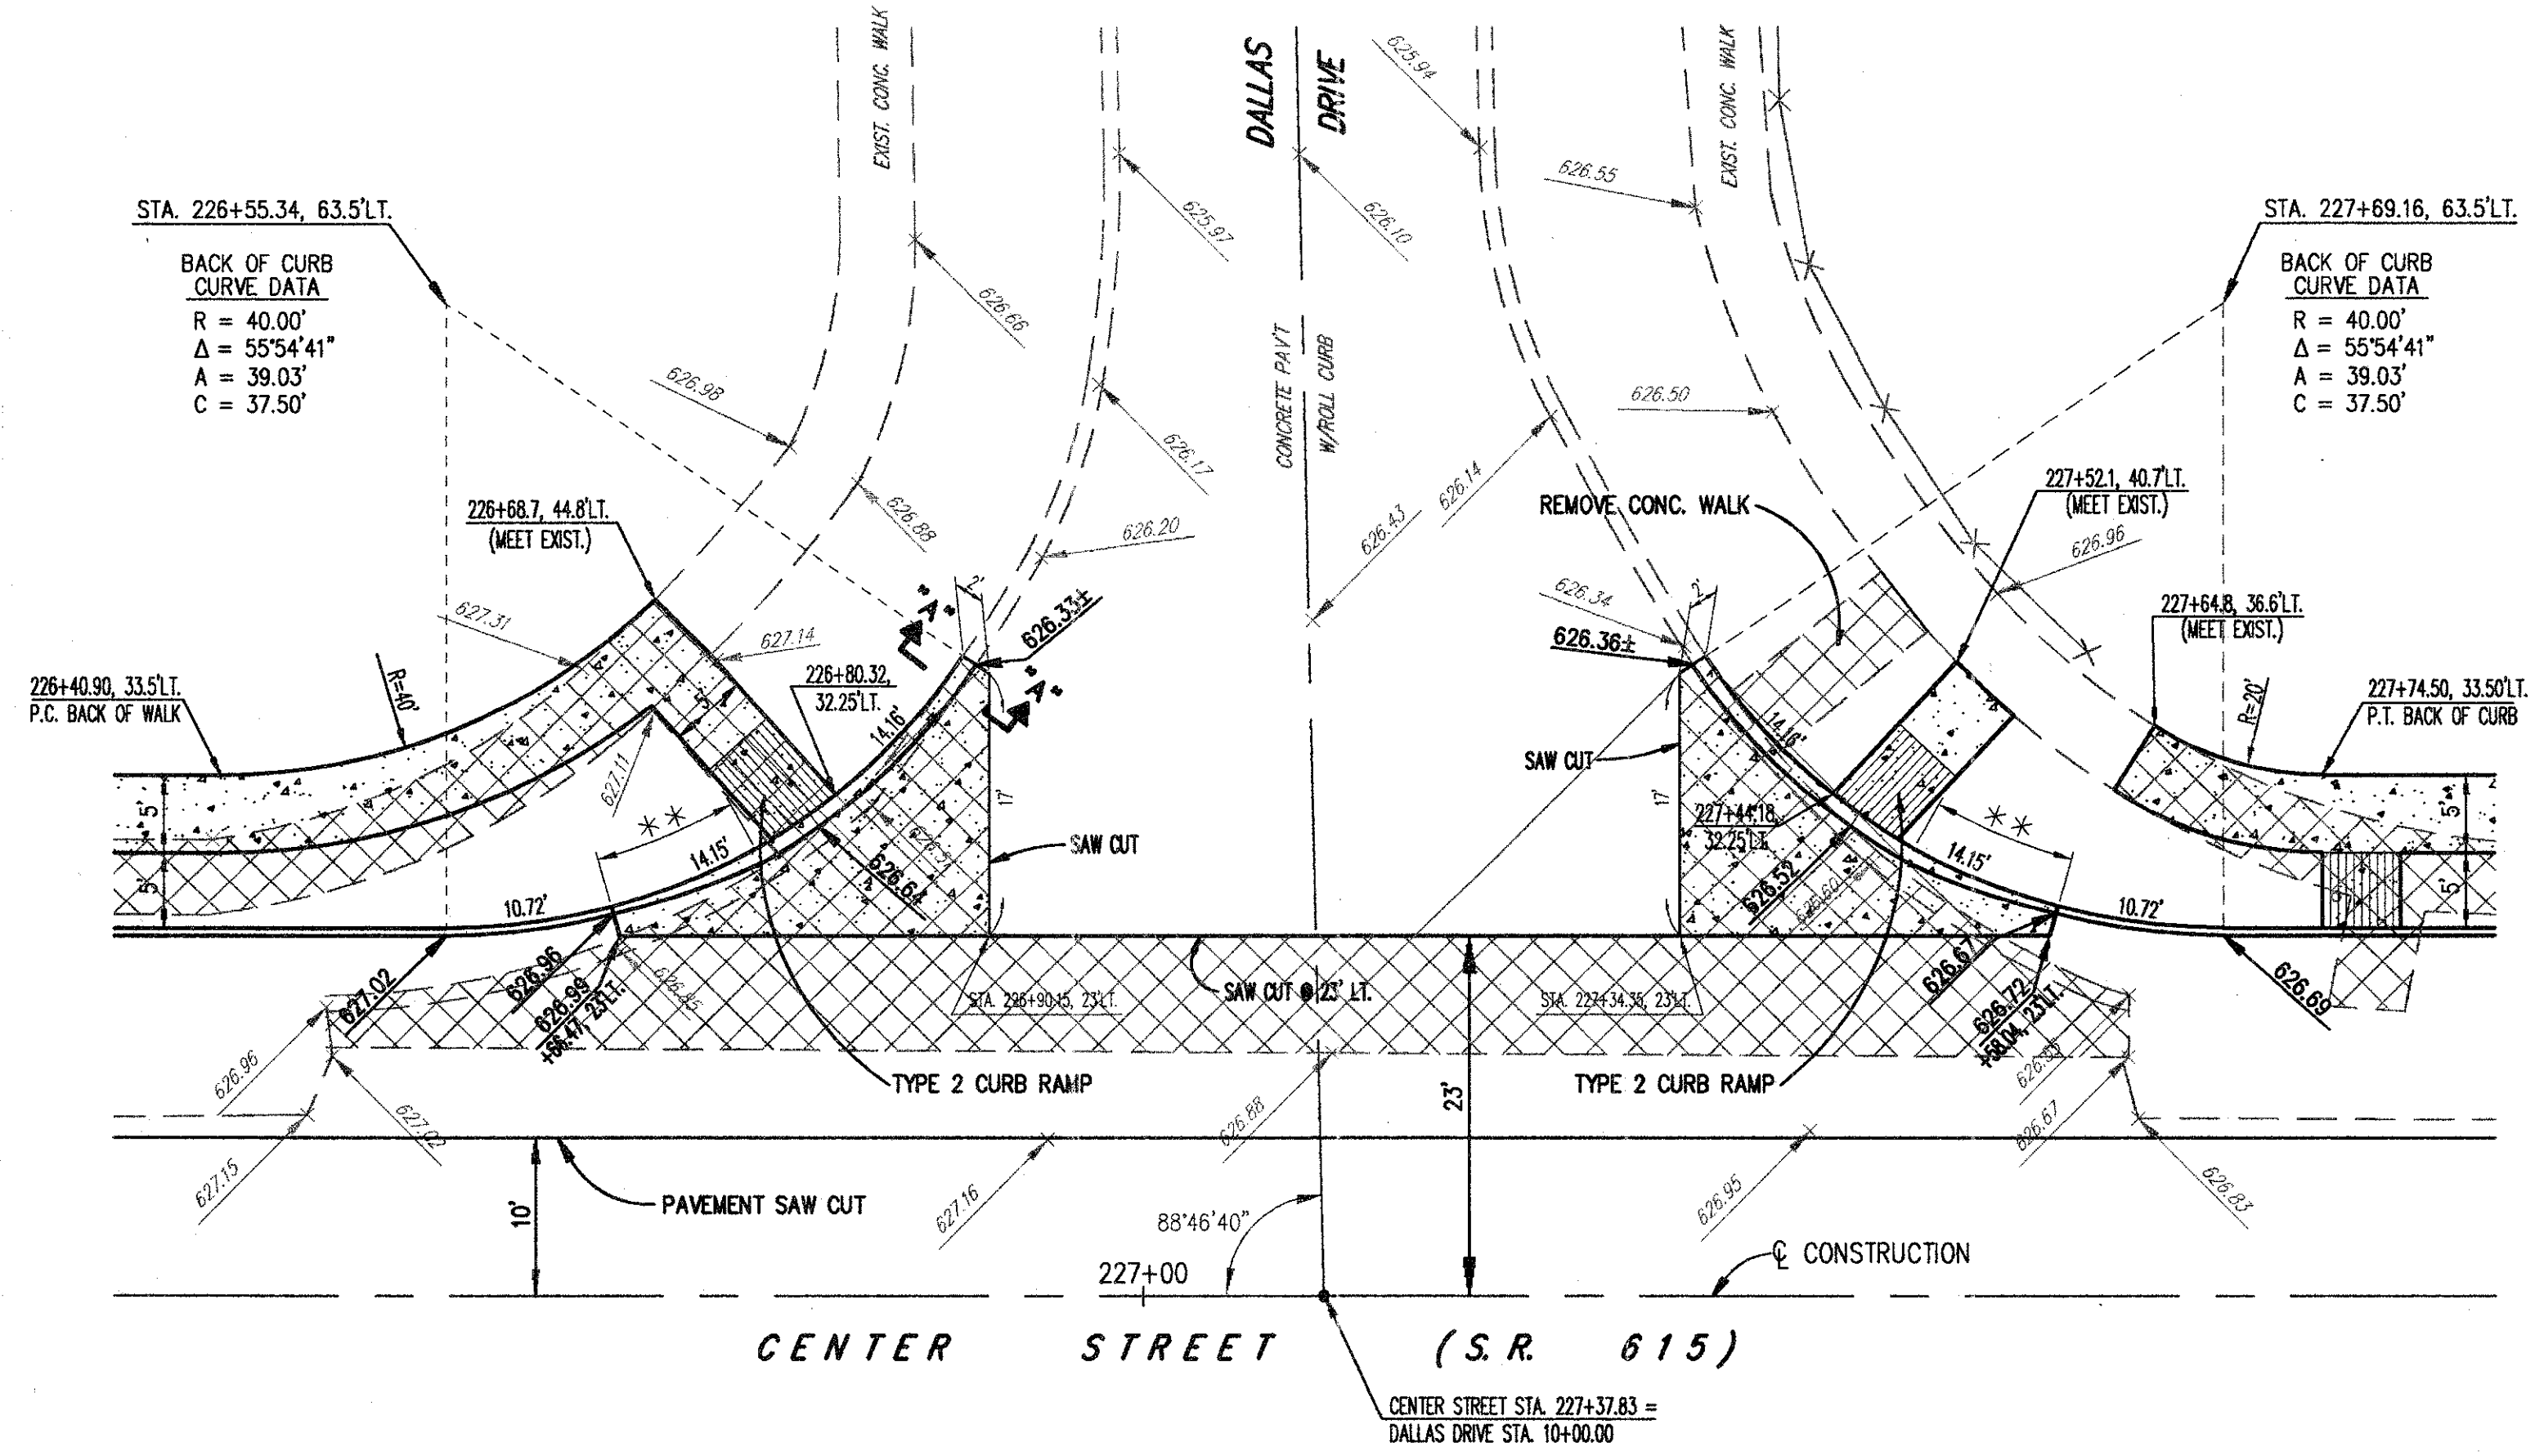 EXIST. CONC. WALK
DALLAS
DRIVE
EXIST. CONC. WALK
625.94
626.55
625.97
626.10
STA. 226+55.34, 63.5'LT.
BACK OF CURB
CURVE DATA
R = 40.00'
Δ = 55°54'41"
A = 39.03'
C = 37.50'
STA. 227+69.16, 63.5'LT.
BACK OF CURB
CURVE DATA
R = 40.00'
Δ = 55°54'41"
A = 39.03'
C = 37.50'
626.66
626.98
CONCRETE PAV'T
W/ROLL CURB
626.50
626.17
626.14
626.43
626.88
626.20
226+68.7, 44.8'LT.
(MEET EXIST.)
REMOVE CONC. WALK
227+52.1, 40.7'LT.
(MEET EXIST.)
626.96
627.31
627.14
"A"
2'
626.33±
"A"
626.34
2'
626.36±
227+64.8, 36.6'LT.
(MEET EXIST.)
226+40.90, 33.5'LT.
P.C. BACK OF WALK
R=40'
5'
226+80.32,
32.25'LT.
14.16'
R=20'
227+74.50, 33.50'LT.
P.T. BACK OF CURB
627.11
17'
SAW CUT
SAW CUT
17'
14.16'
227+44.18,
32.25'LT.
5'
5'
**
14.15'
10.72'
626.64
626.52
626.60
**
14.15'
10.72'
5'
5'
627.02
626.96
626.99
+66.47, 23'LT.
626.85
STA. 226+90.15, 23'LT.
SAW CUT @ 23' LT.
STA. 227+34.35, 23'LT.
626.67
626.72
+58.04, 23'LT.
626.69
626.96
627.02
627.15
TYPE 2 CURB RAMP
TYPE 2 CURB RAMP
626.88
23'
626.67
626.83
10'
PAVEMENT SAW CUT
627.16
626.95
88°46'40"
227+00
℄ CONSTRUCTION
CENTER STREET (S.R. 615)
CENTER STREET STA. 227+37.83 =
DALLAS DRIVE STA. 10+00.00